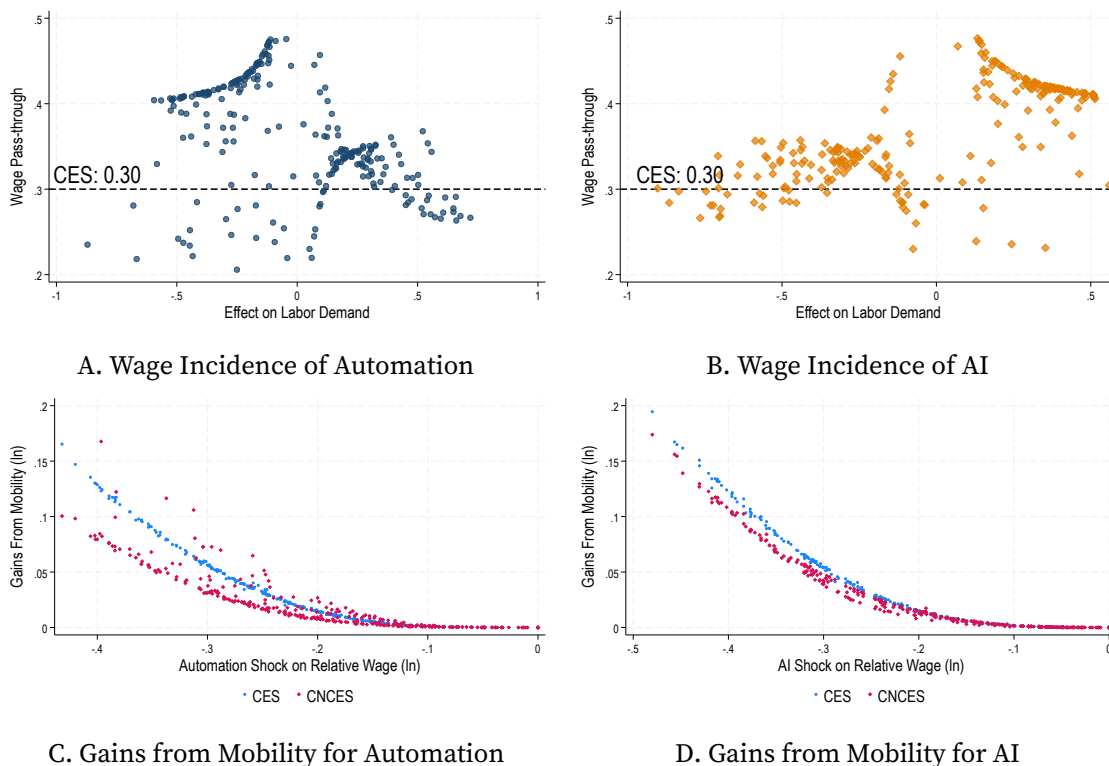 .5
.4
.3
.2
Wage Pass-through
CES: 0.30
-1
-.5
0
.5
1
Effect on Labor Demand
A. Wage Incidence of Automation
.5
.4
.3
.2
Wage Pass-through
CES: 0.30
-1
-.5
0
.5
Effect on Labor Demand
B. Wage Incidence of AI
.2
.15
.1
.05
0
Gains From Mobility (ln)
-.4
-.3
-.2
-.1
0
Automation Shock on Relative Wage (ln)
CES
CNCES
C. Gains from Mobility for Automation
.2
.15
.1
.05
0
Gains From Mobility (ln)
-.5
-.4
-.3
-.2
-.1
0
AI Shock on Relative Wage (ln)
CES
CNCES
D. Gains from Mobility for AI